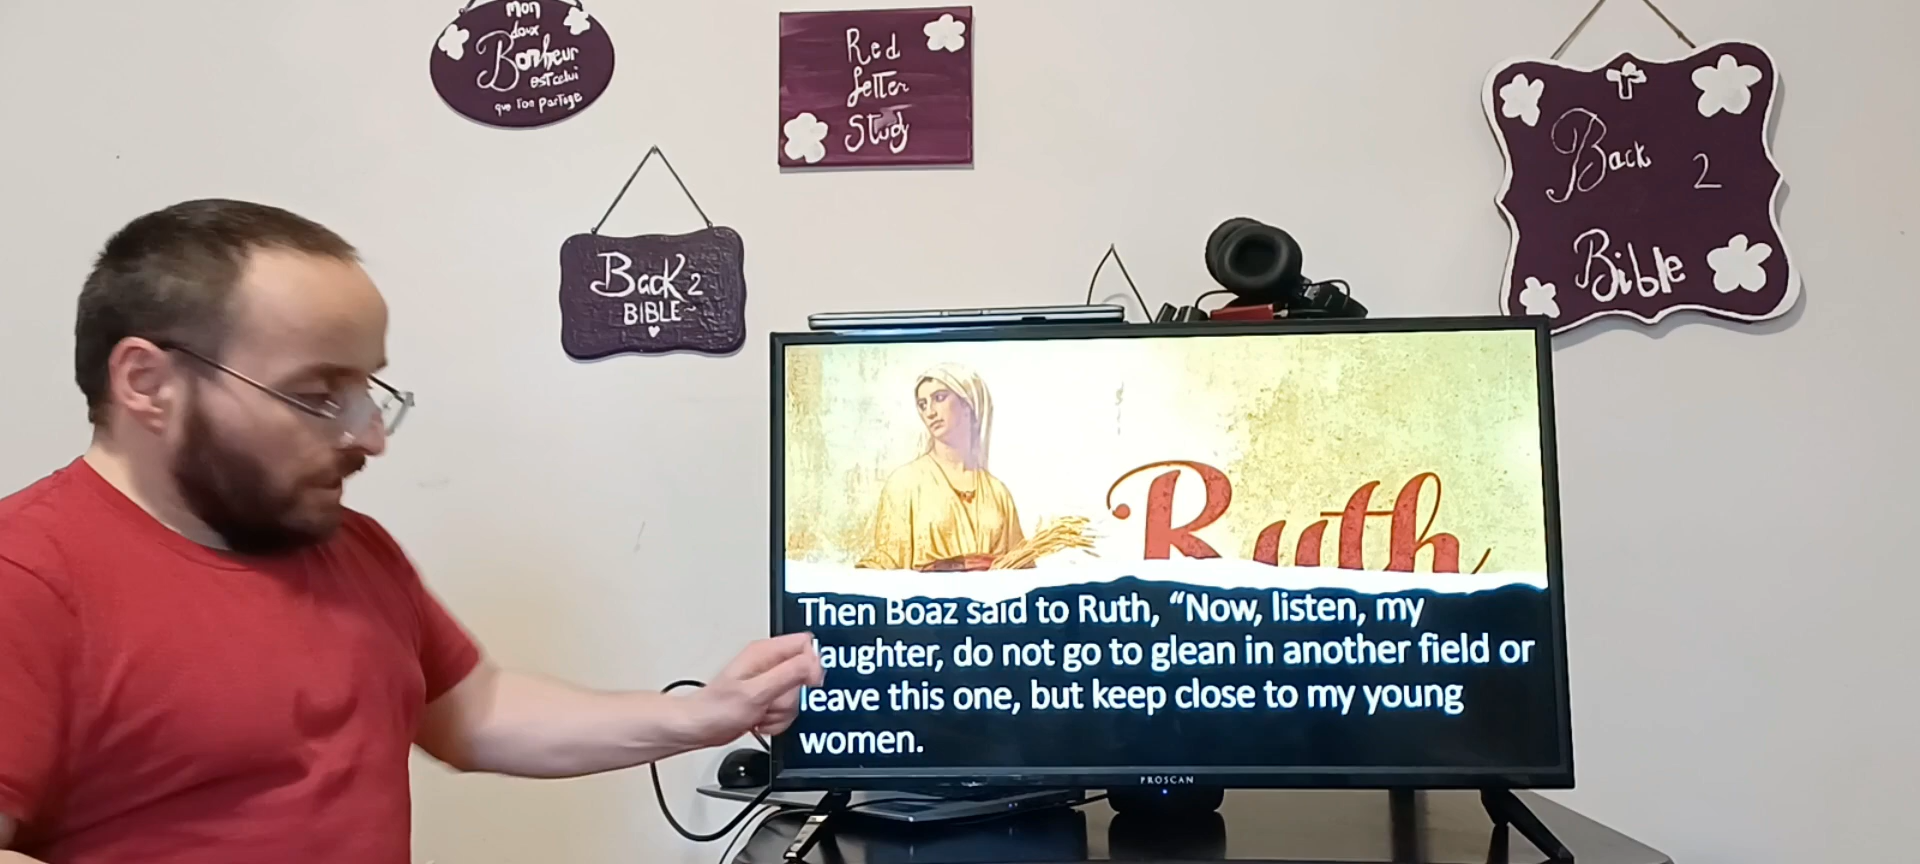 mon
doux
Bonheur
est celui
que l'on partage
Red
Letter
Study
Back 2
BIBLE
Back 2
Bible
Ruth
Then Boaz said to Ruth, “Now, listen, my
daughter, do not go to glean in another field or
leave this one, but keep close to my young
women.
PROSCAN